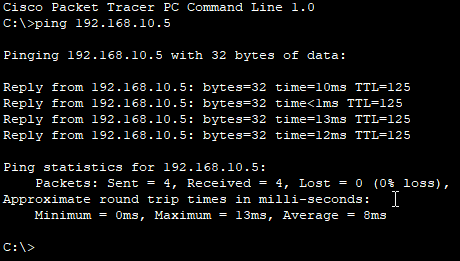 Cisco Packet Tracer PC Command Line 1.0
C:\>ping 192.168.10.5
Pinging 192.168.10.5 with 32 bytes of data:
Reply from 192.168.10.5: bytes=32 time=10ms TTL=125
Reply from 192.168.10.5: bytes=32 time<1ms TTL=125
Reply from 192.168.10.5: bytes=32 time=13ms TTL=125
Reply from 192.168.10.5: bytes=32 time=12ms TTL=125
Ping statistics for 192.168.10.5:
Packets: Sent = 4, Received = 4, Lost = 0 (0% loss),
Approximate round trip times in milli-seconds:
Minimum = 0ms, Maximum = 13ms, Average = 8ms
C:\>